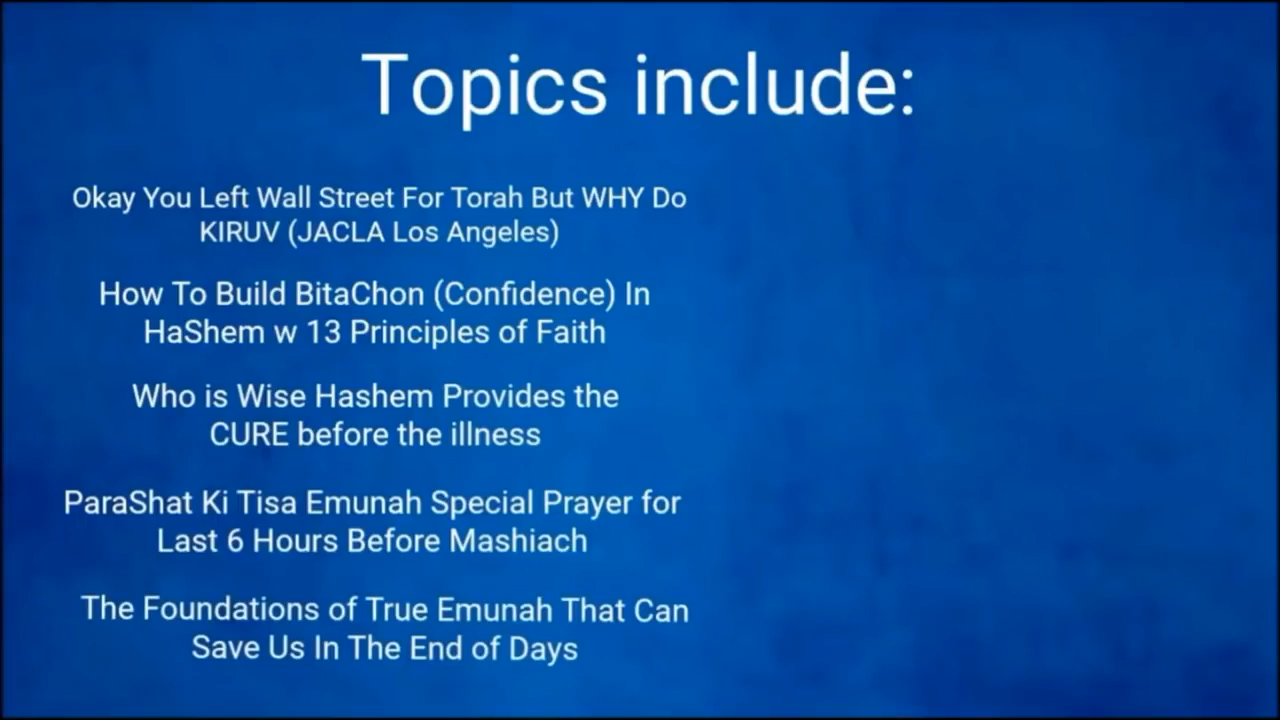 Topics include:
Okay You Left Wall Street For Torah But WHY Do
KIRUV (JACLA Los Angeles)
How To Build BitaChon (Confidence) In
HaShem w 13 Principles of Faith
Who is Wise Hashem Provides the
CURE before the illness
ParaShat Ki Tisa Emunah Special Prayer for
Last 6 Hours Before Mashiach
The Foundations of True Emunah That Can
Save Us In The End of Days